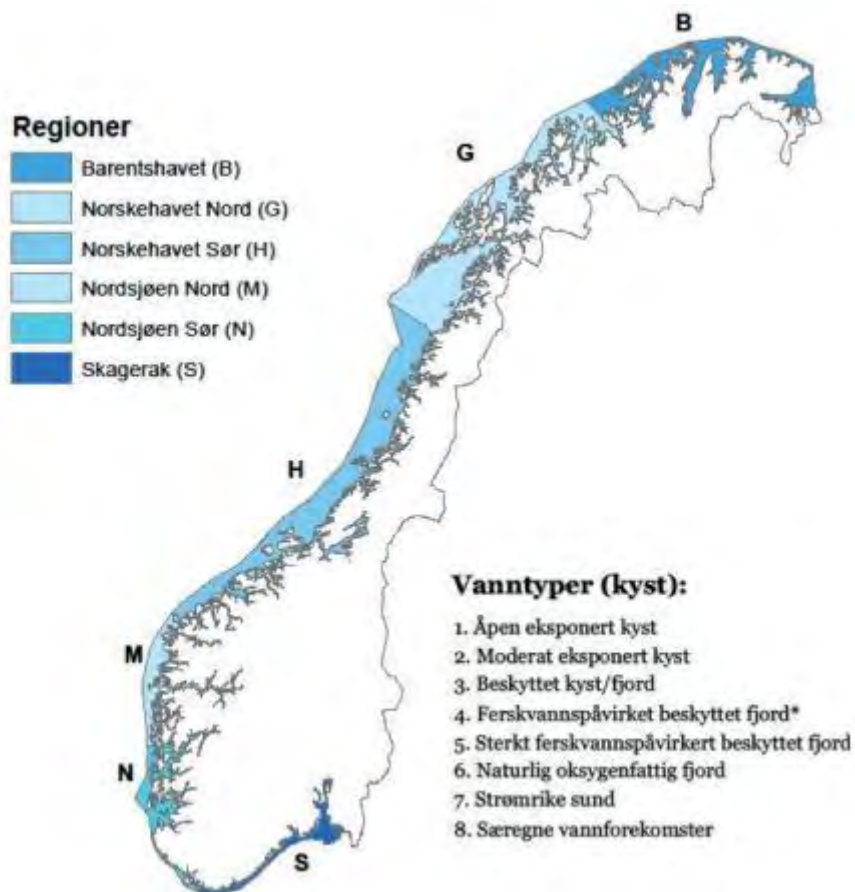 B
Regioner
Barentshavet (B)
Norskehavet Nord (G)
Norskehavet Sør (H)
Nordsjøen Nord (M)
Nordsjøen Sør (N)
Skagerak (S)
G
H
M
N
S
Vanntyper (kyst):
1. Åpen eksponert kyst
2. Moderat eksponert kyst
3. Beskyttet kyst/fjord
4. Ferskvannspåvirket beskyttet fjord*
5. Sterkt ferskvannspåvirkert beskyttet fjord
6. Naturlig oksygenfattig fjord
7. Strømrike sund
8. Særegne vannforekomster